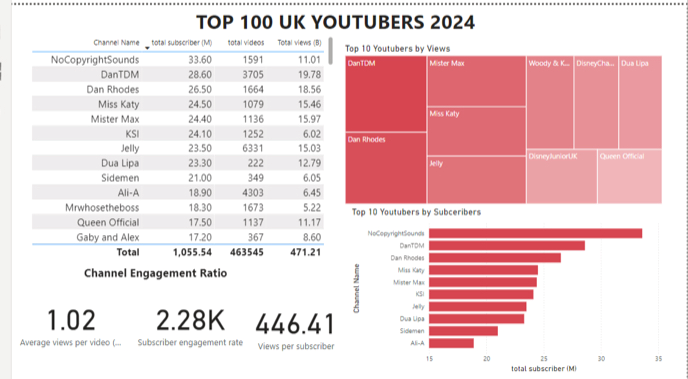 TOP 100 UK YOUTUBERS 2024
Channel Name total subscriber (M) total videos Total views (B)
NoCopyrightSounds 33.60 1591 11.01
DanTDM 28.60 3705 19.78
Dan Rhodes 26.50 1664 18.56
Miss Katy 24.50 1079 15.46
Mister Max 24.40 1136 15.97
KSI 24.10 1252 6.02
Jelly 23.50 6331 15.03
Dua Lipa 23.30 222 12.79
Sidemen 21.00 349 6.05
Ali-A 18.90 4303 6.45
Mrwhosetheboss 18.30 1673 5.22
Queen Official 17.50 1137 11.17
Gaby and Alex 17.20 367 8.60
Total 1,055.54 463545 471.21
Channel Engagement Ratio
1.02
Average views per video (...
2.28K
Subscriber engagement rate
446.41
Views per subscriber
Top 10 Youtubers by Views
DanTDM
Mister Max
Woody & K...
DisneyCha...
Dua Lipa
Miss Katy
Dan Rhodes
Jelly
DisneyJuniorUK
Queen Official
Top 10 Youtubers by Subceribers
Channel Name
NoCopyrightSounds
DanTDM
Dan Rhodes
Miss Katy
Mister Max
KSI
Jelly
Dua Lipa
Sidemen
Ali-A
15 20 25 30 35
total subscriber (M)